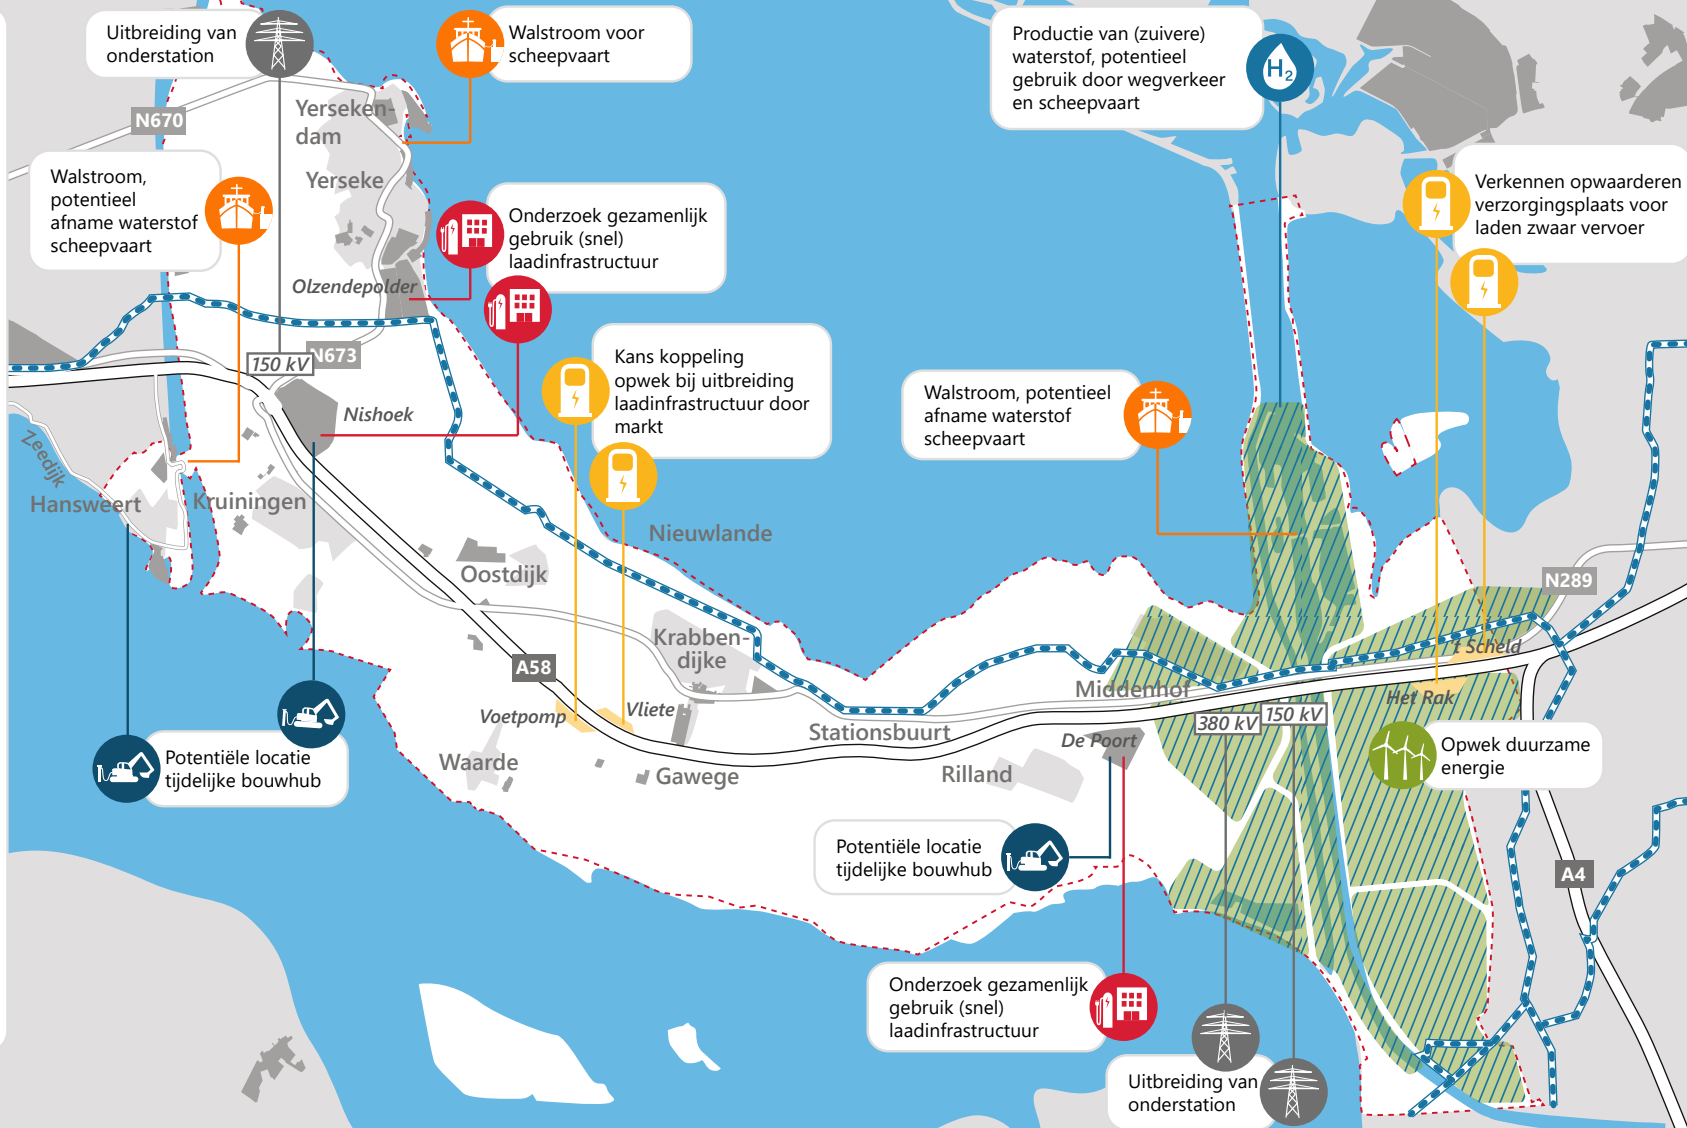 Uitbreiding van
onderstation
Walstroom voor
scheepvaart
Productie van (zuivere)
waterstof, potentieel
gebruik door wegverkeer
en scheepvaart
H2
N670
Yerseken-
dam
Yerseke
Walstroom,
potentieel
afname waterstof
scheepvaart
Verkennen opwaarderen
verzorgingsplaats voor
laden zwaar vervoer
Onderzoek gezamenlijk
gebruik (snel)
laadinfrastructuur
Olzendepolder
150 kV
N673
Nishoek
Kans koppeling
opwek bij uitbreiding
laadinfrastructuur door
markt
Walstroom, potentieel
afname waterstof
scheepvaart
Zeedijk
Hansweert
Kruiningen
Nieuwlande
Oostdijk
N289
Krabben-
dijke
A58
't Scheld
Middenhof
Het Rak
Voetpomp
Vliete
Stationsbuurt
380 kV
150 kV
De Poort
Waarde
Gawege
Rilland
Opwek duurzame
energie
Potentiële locatie
tijdelijke bouwhub
Potentiële locatie
tijdelijke bouwhub
A4
Onderzoek gezamenlijk
gebruik (snel)
laadinfrastructuur
Uitbreiding van
onderstation